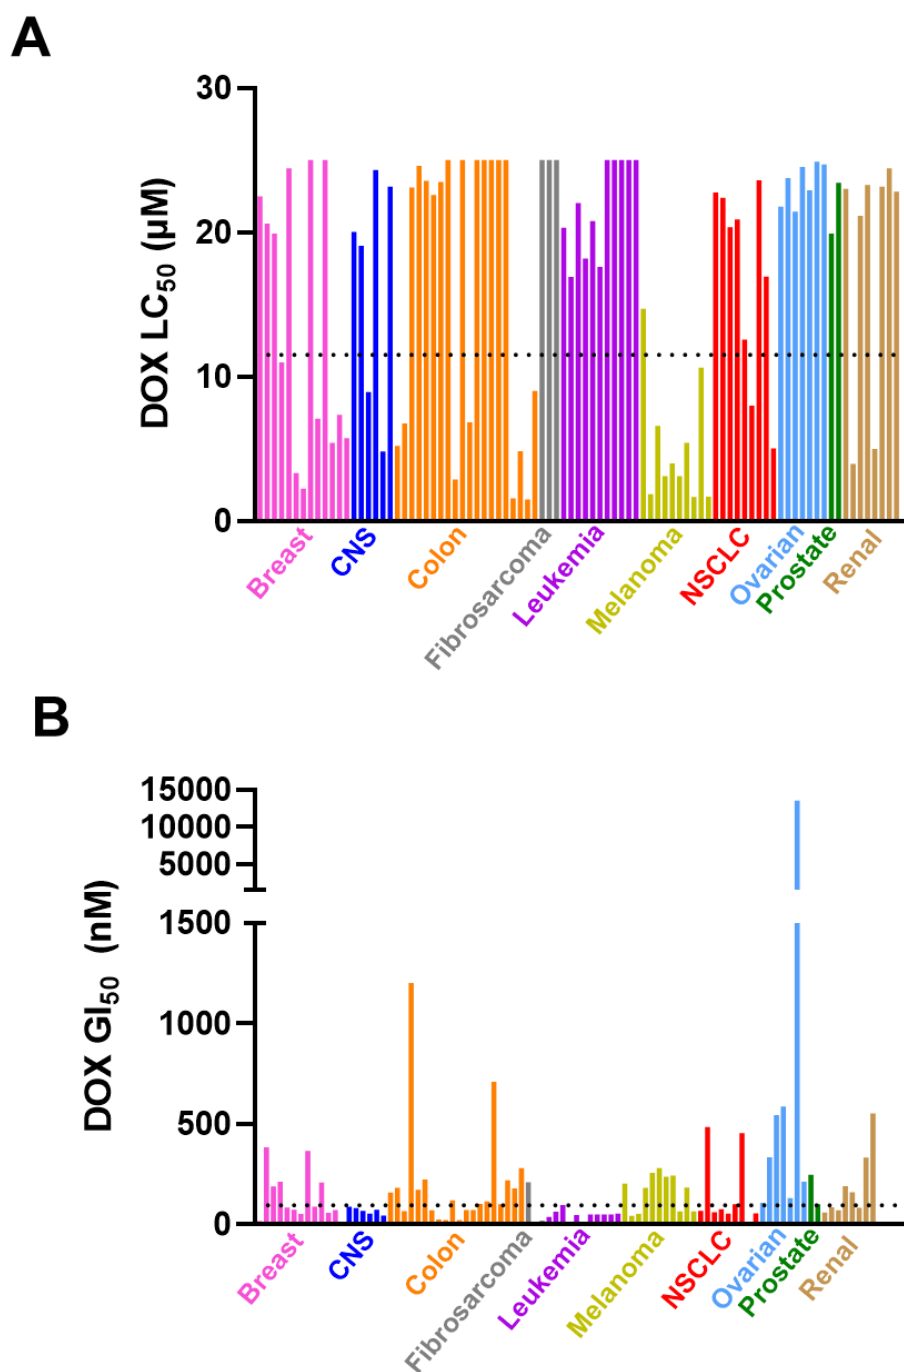 A
DOX LC50 (µM)
30
20
10
0
Breast
CNS
Colon
Fibrosarcoma
Leukemia
Melanoma
NSCLC
Ovarian
Prostate
Renal
B
DOX GI50 (nM)
15000
10000
5000
1500
1000
500
0
Breast
CNS
Colon
Fibrosarcoma
Leukemia
Melanoma
NSCLC
Ovarian
Prostate
Renal